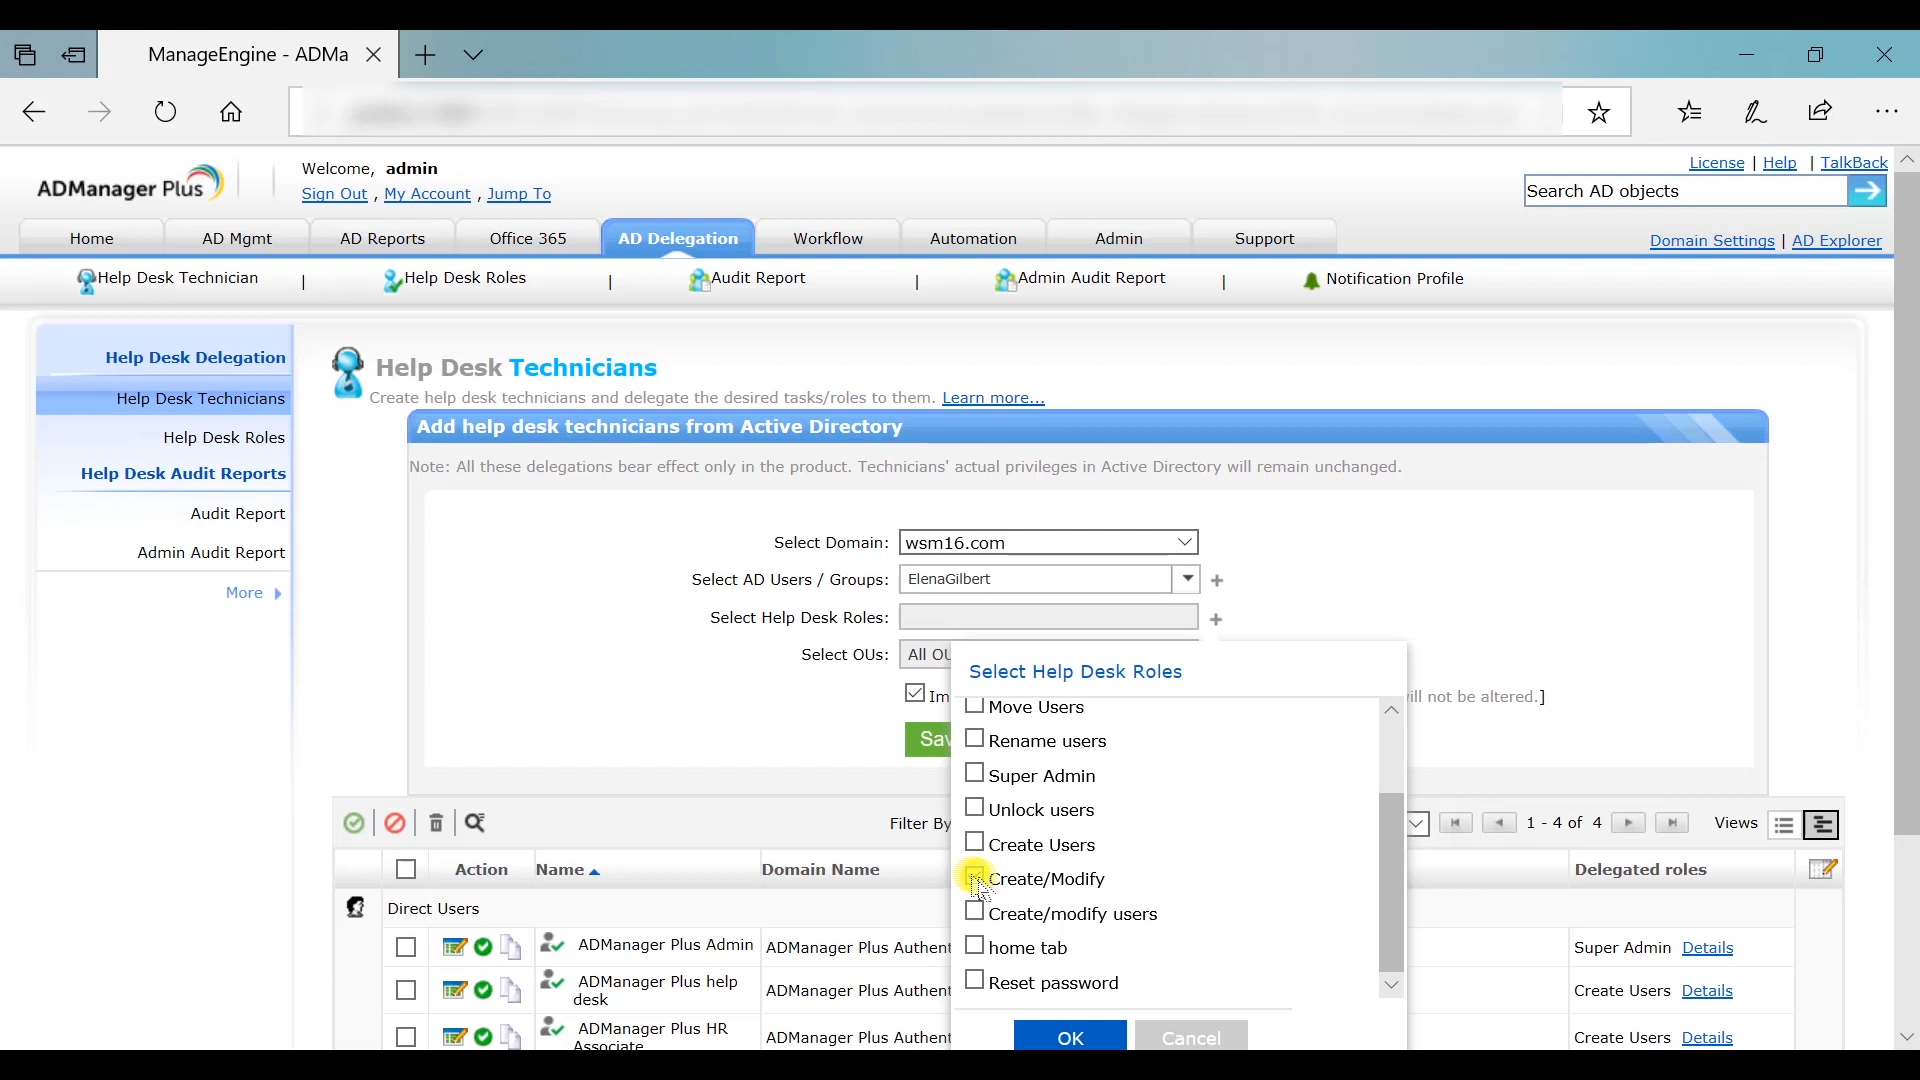 ManageEngine - ADMa
ADManager Plus
Welcome, admin
Sign Out , My Account , Jump To
License | Help | TalkBack
Search AD objects
Home AD Mgmt AD Reports Office 365 AD Delegation Workflow Automation Admin Support
Domain Settings | AD Explorer
Help Desk Technician | Help Desk Roles | Audit Report | Admin Audit Report | Notification Profile
Help Desk Delegation
Help Desk Technicians
Help Desk Roles
Help Desk Audit Reports
Audit Report
Admin Audit Report
More
Help Desk Technicians
Create help desk technicians and delegate the desired tasks/roles to them. Learn more...
Add help desk technicians from Active Directory
Note: All these delegations bear effect only in the product. Technicians' actual privileges in Active Directory will remain unchanged.
Select Domain: wsm16.com
Select AD Users / Groups: ElenaGilbert
Select Help Desk Roles:
Select OUs: All OU
Im ill not be altered.]
Sav
Select Help Desk Roles
Move Users
Rename users
Super Admin
Unlock users
Create Users
Create/Modify
Create/modify users
home tab
Reset password
OK Cancel
Filter By 1 - 4 of 4 Views
Action Name Domain Name Delegated roles
Direct Users
ADManager Plus Admin ADManager Plus Authent Super Admin Details
ADManager Plus help desk ADManager Plus Authent Create Users Details
ADManager Plus HR Associate ADManager Plus Authent Create Users Details